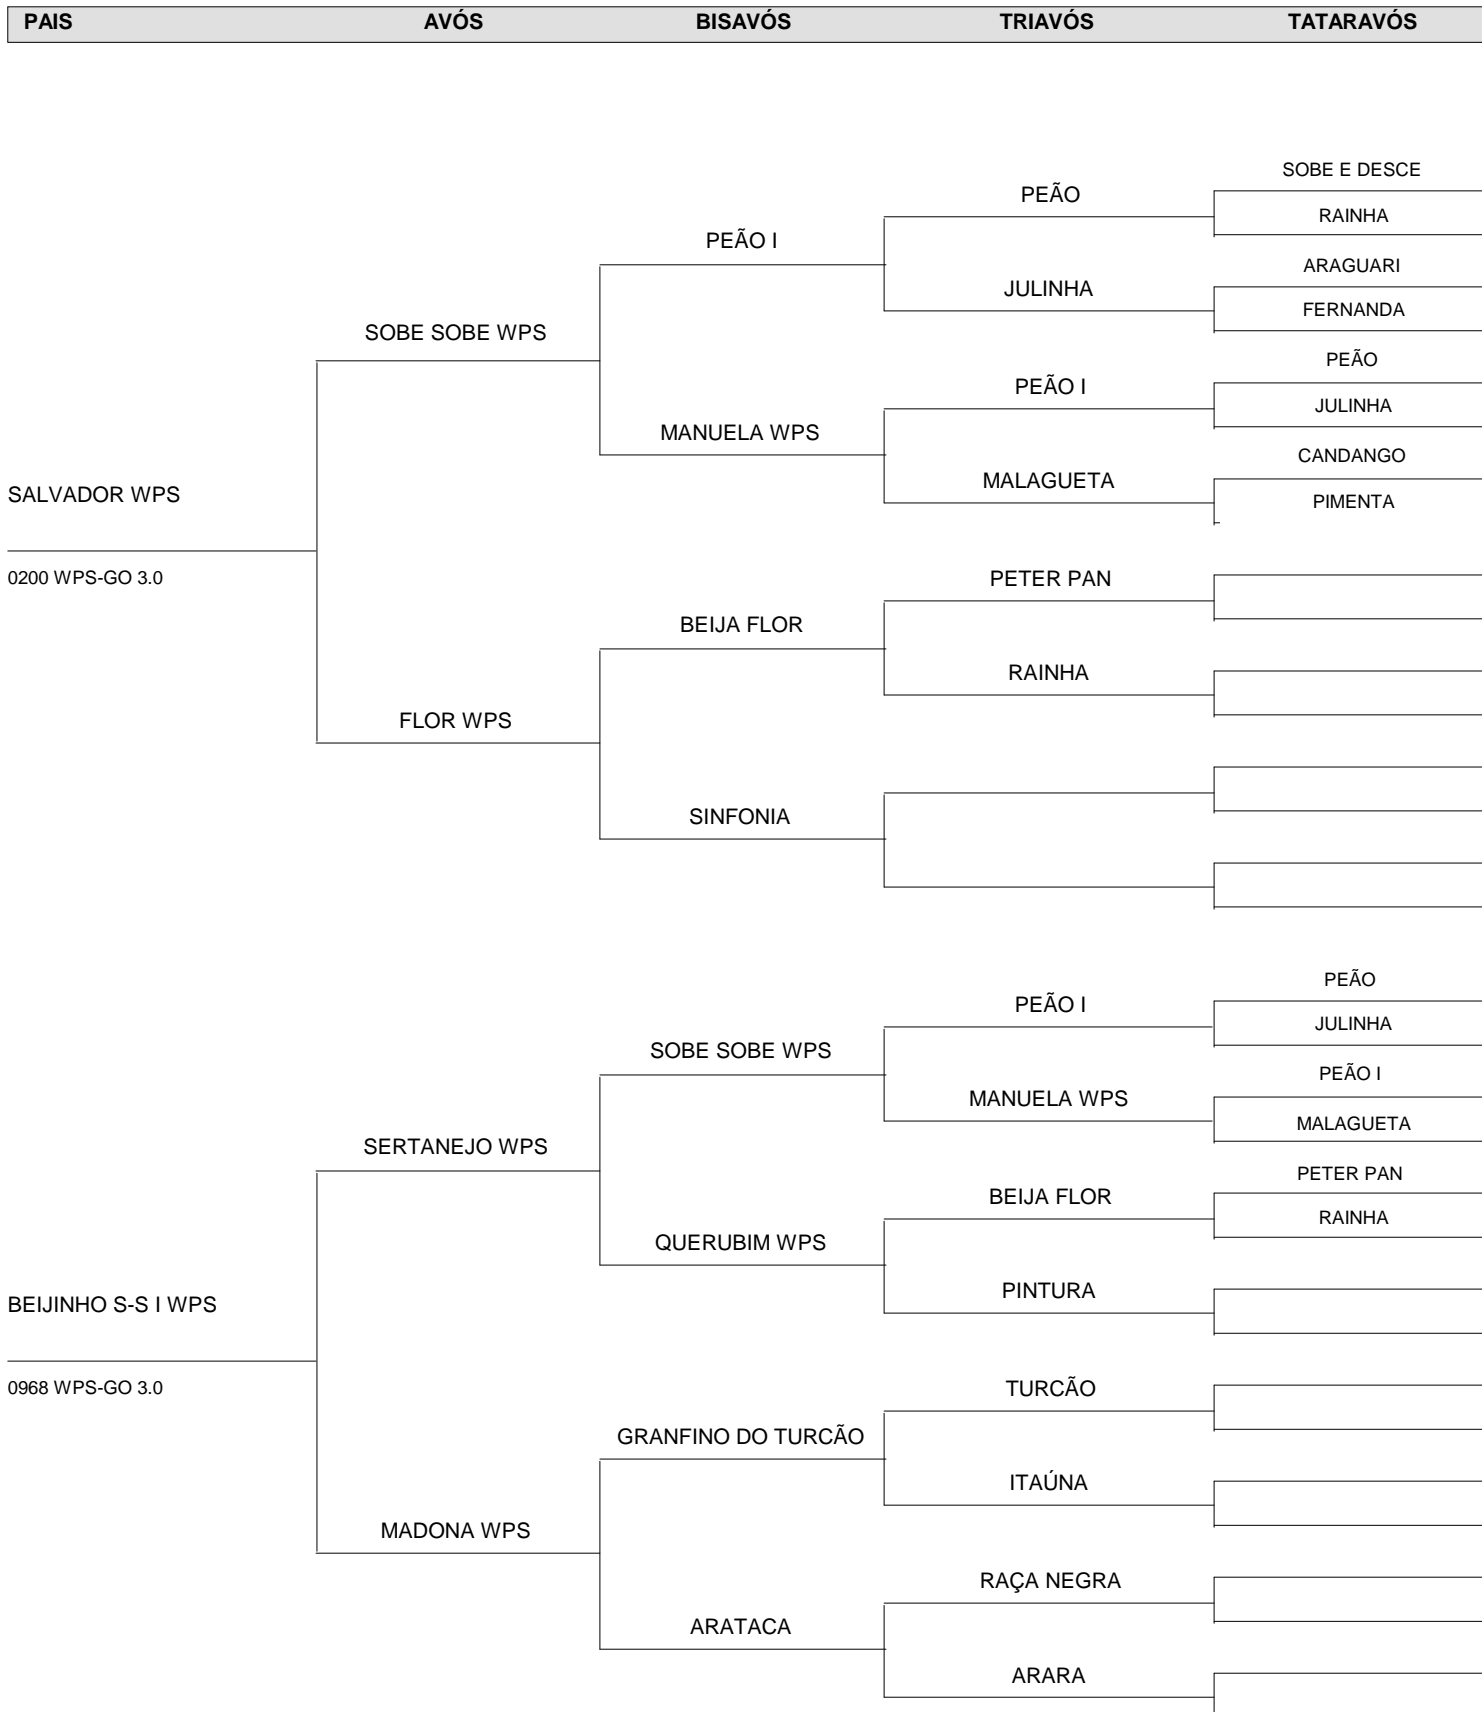 PAIS AVÓS BISAVÓS TRIAVÓS TATARAVÓS
SOBE E DESCE
PEÃO
RAINHA
PEÃO I
ARAGUARI
JULINHA
FERNANDA
SOBE SOBE WPS
PEÃO
PEÃO I
JULINHA
MANUELA WPS
CANDANGO
MALAGUETA
SALVADOR WPS
PIMENTA
0200 WPS-GO 3.0
PETER PAN
BEIJA FLOR
RAINHA
FLOR WPS
SINFONIA
PEÃO
PEÃO I
JULINHA
SOBE SOBE WPS
PEÃO I
MANUELA WPS
MALAGUETA
SERTANEJO WPS
PETER PAN
BEIJA FLOR
RAINHA
QUERUBIM WPS
PINTURA
BEIJINHO S-S I WPS
0968 WPS-GO 3.0
TURCÃO
GRANFINO DO TURCÃO
ITAÚNA
MADONA WPS
RAÇA NEGRA
ARATACA
ARARA